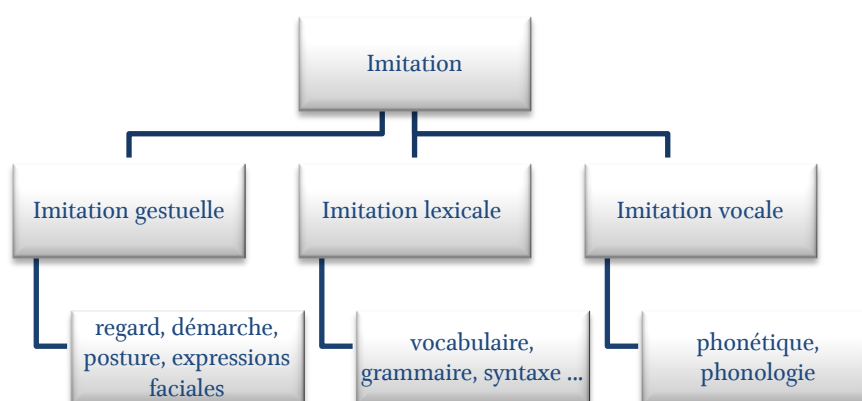 Imitation
Imitation gestuelle
Imitation lexicale
Imitation vocale
regard, démarche,
posture, expressions
faciales
vocabulaire,
grammaire, syntaxe ...
phonétique,
phonologie